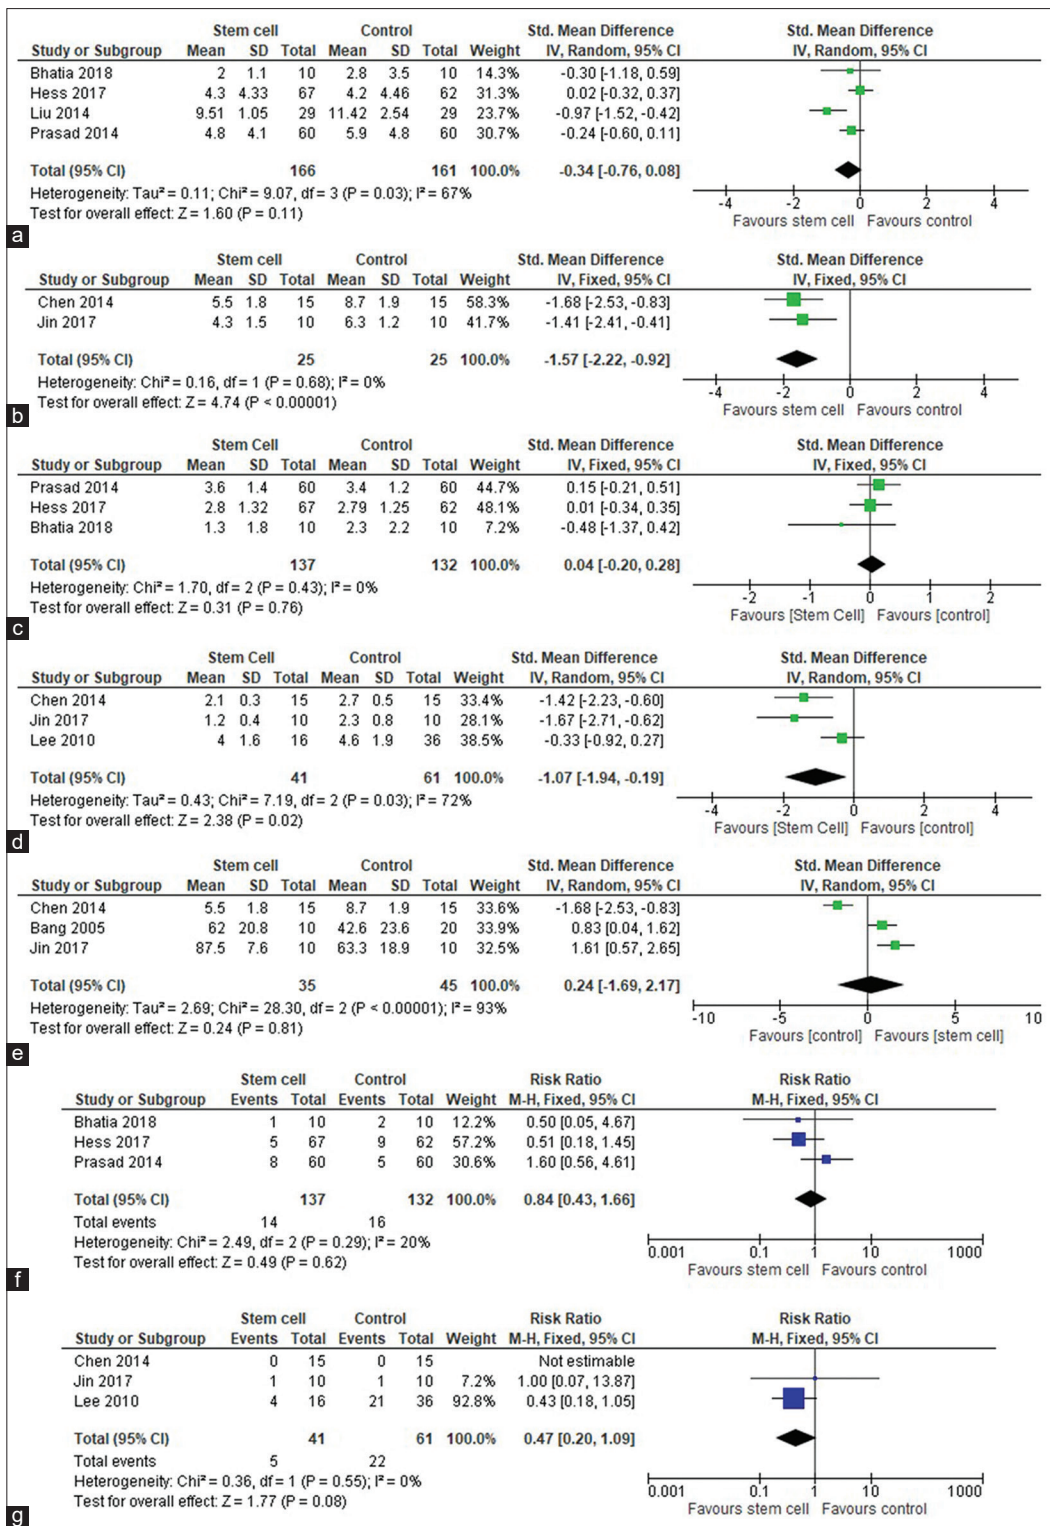 Stem cell Control Std. Mean Difference Std. Mean Difference
Study or Subgroup Mean SD Total Mean SD Total Weight IV, Random, 95% CI IV, Random, 95% CI
Bhatia 2018 2 1.1 10 2.8 3.5 10 14.3% -0.30 [-1.18, 0.59]
Hess 2017 4.3 4.33 67 4.2 4.46 62 31.3% 0.02 [-0.32, 0.37]
Liu 2014 9.51 1.05 29 11.42 2.54 29 23.7% -0.97 [-1.52, -0.42]
Prasad 2014 4.8 4.1 60 5.9 4.8 60 30.7% -0.24 [-0.60, 0.11]
Total (95% CI) 166 161 100.0% -0.34 [-0.76, 0.08]
Heterogeneity: Tau² = 0.11; Chi² = 9.07, df = 3 (P = 0.03); I² = 67%
Test for overall effect: Z = 1.60 (P = 0.11)
-4 -2 0 2 4
Favours stem cell Favours control
a
Stem cell Control Std. Mean Difference Std. Mean Difference
Study or Subgroup Mean SD Total Mean SD Total Weight IV, Fixed, 95% CI IV, Fixed, 95% CI
Chen 2014 5.5 1.8 15 8.7 1.9 15 58.3% -1.68 [-2.53, -0.83]
Jin 2017 4.3 1.5 10 6.3 1.2 10 41.7% -1.41 [-2.41, -0.41]
Total (95% CI) 25 25 100.0% -1.57 [-2.22, -0.92]
Heterogeneity: Chi² = 0.16, df = 1 (P = 0.68); I² = 0%
Test for overall effect: Z = 4.74 (P < 0.00001)
-4 -2 0 2 4
Favours stem cell Favours control
b
Stem Cell Control Std. Mean Difference Std. Mean Difference
Study or Subgroup Mean SD Total Mean SD Total Weight IV, Fixed, 95% CI IV, Fixed, 95% CI
Prasad 2014 3.6 1.4 60 3.4 1.2 60 44.7% 0.15 [-0.21, 0.51]
Hess 2017 2.8 1.32 67 2.79 1.25 62 48.1% 0.01 [-0.34, 0.35]
Bhatia 2018 1.3 1.8 10 2.3 2.2 10 7.2% -0.48 [-1.37, 0.42]
Total (95% CI) 137 132 100.0% 0.04 [-0.20, 0.28]
Heterogeneity: Chi² = 1.70, df = 2 (P = 0.43); I² = 0%
Test for overall effect: Z = 0.31 (P = 0.76)
-2 -1 0 1 2
Favours [Stem Cell] Favours [control]
c
Stem Cell Control Std. Mean Difference Std. Mean Difference
Study or Subgroup Mean SD Total Mean SD Total Weight IV, Random, 95% CI IV, Random, 95% CI
Chen 2014 2.1 0.3 15 2.7 0.5 15 33.4% -1.42 [-2.23, -0.60]
Jin 2017 1.2 0.4 10 2.3 0.8 10 28.1% -1.67 [-2.71, -0.62]
Lee 2010 4 1.6 16 4.6 1.9 36 38.5% -0.33 [-0.92, 0.27]
Total (95% CI) 41 61 100.0% -1.07 [-1.94, -0.19]
Heterogeneity: Tau² = 0.43; Chi² = 7.19, df = 2 (P = 0.03); I² = 72%
Test for overall effect: Z = 2.38 (P = 0.02)
-4 -2 0 2 4
Favours [Stem Cell] Favours [control]
d
Stem cell Control Std. Mean Difference Std. Mean Difference
Study or Subgroup Mean SD Total Mean SD Total Weight IV, Random, 95% CI IV, Random, 95% CI
Chen 2014 5.5 1.8 15 8.7 1.9 15 33.6% -1.68 [-2.53, -0.83]
Bang 2005 62 20.8 10 42.6 23.6 20 33.9% 0.83 [0.04, 1.62]
Jin 2017 87.5 7.6 10 63.3 18.9 10 32.5% 1.61 [0.57, 2.65]
Total (95% CI) 35 45 100.0% 0.24 [-1.69, 2.17]
Heterogeneity: Tau² = 2.69; Chi² = 28.30, df = 2 (P < 0.00001); I² = 93%
Test for overall effect: Z = 0.24 (P = 0.81)
-10 -5 0 5 10
Favours [control] Favours [stem cell]
e
Stem cell Control Risk Ratio Risk Ratio
Study or Subgroup Events Total Events Total Weight M-H, Fixed, 95% CI M-H, Fixed, 95% CI
Bhatia 2018 1 10 2 10 12.2% 0.50 [0.05, 4.67]
Hess 2017 5 67 9 62 57.2% 0.51 [0.18, 1.45]
Prasad 2014 8 60 5 60 30.6% 1.60 [0.56, 4.61]
Total (95% CI) 137 132 100.0% 0.84 [0.43, 1.66]
Total events 14 16
Heterogeneity: Chi² = 2.49, df = 2 (P = 0.29); I² = 20%
Test for overall effect: Z = 0.49 (P = 0.62)
0.001 0.1 1 10 1000
Favours stem cell Favours control
f
Stem cell Control Risk Ratio Risk Ratio
Study or Subgroup Events Total Events Total Weight M-H, Fixed, 95% CI M-H, Fixed, 95% CI
Chen 2014 0 15 0 15 Not estimable
Jin 2017 1 10 1 10 7.2% 1.00 [0.07, 13.87]
Lee 2010 4 16 21 36 92.8% 0.43 [0.18, 1.05]
Total (95% CI) 41 61 100.0% 0.47 [0.20, 1.09]
Total events 5 22
Heterogeneity: Chi² = 0.36, df = 1 (P = 0.55); I² = 0%
Test for overall effect: Z = 1.77 (P = 0.08)
0.001 0.1 1 10 1000
Favours stem cell Favours control
g